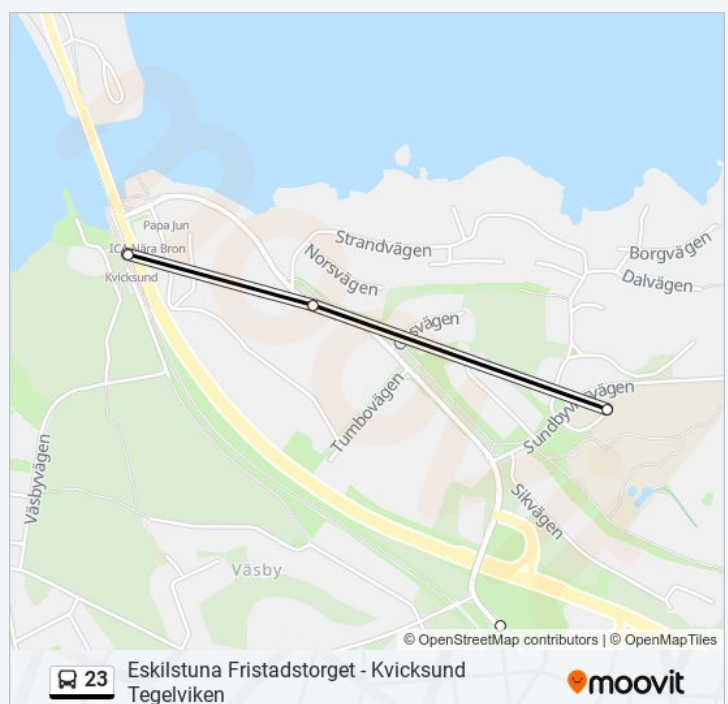 Papa Jun
ICA Nära Bron
Kvicksund
Strandvägen
Norsvägen
Borgvägen
Dalvägen
Tumbovägen
Sikvägen
Väsbyvägen
Väsby
© OpenStreetMap contributors | © OpenMapTiles
23
Eskilstuna Fristadstorget - Kvicksund
Tegelviken
moovit